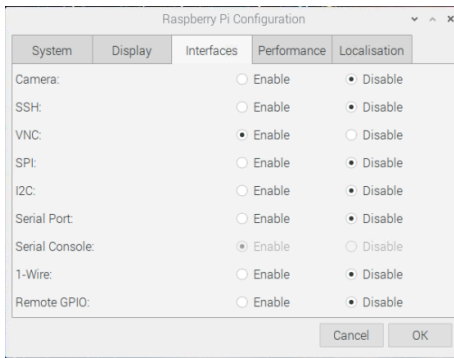 Raspberry Pi Configuration
System Display Interfaces Performance Localisation
Camera: Enable Disable
SSH: Enable Disable
VNC: Enable Disable
SPI: Enable Disable
I2C: Enable Disable
Serial Port: Enable Disable
Serial Console: Enable Disable
1-Wire: Enable Disable
Remote GPIO: Enable Disable
Cancel OK